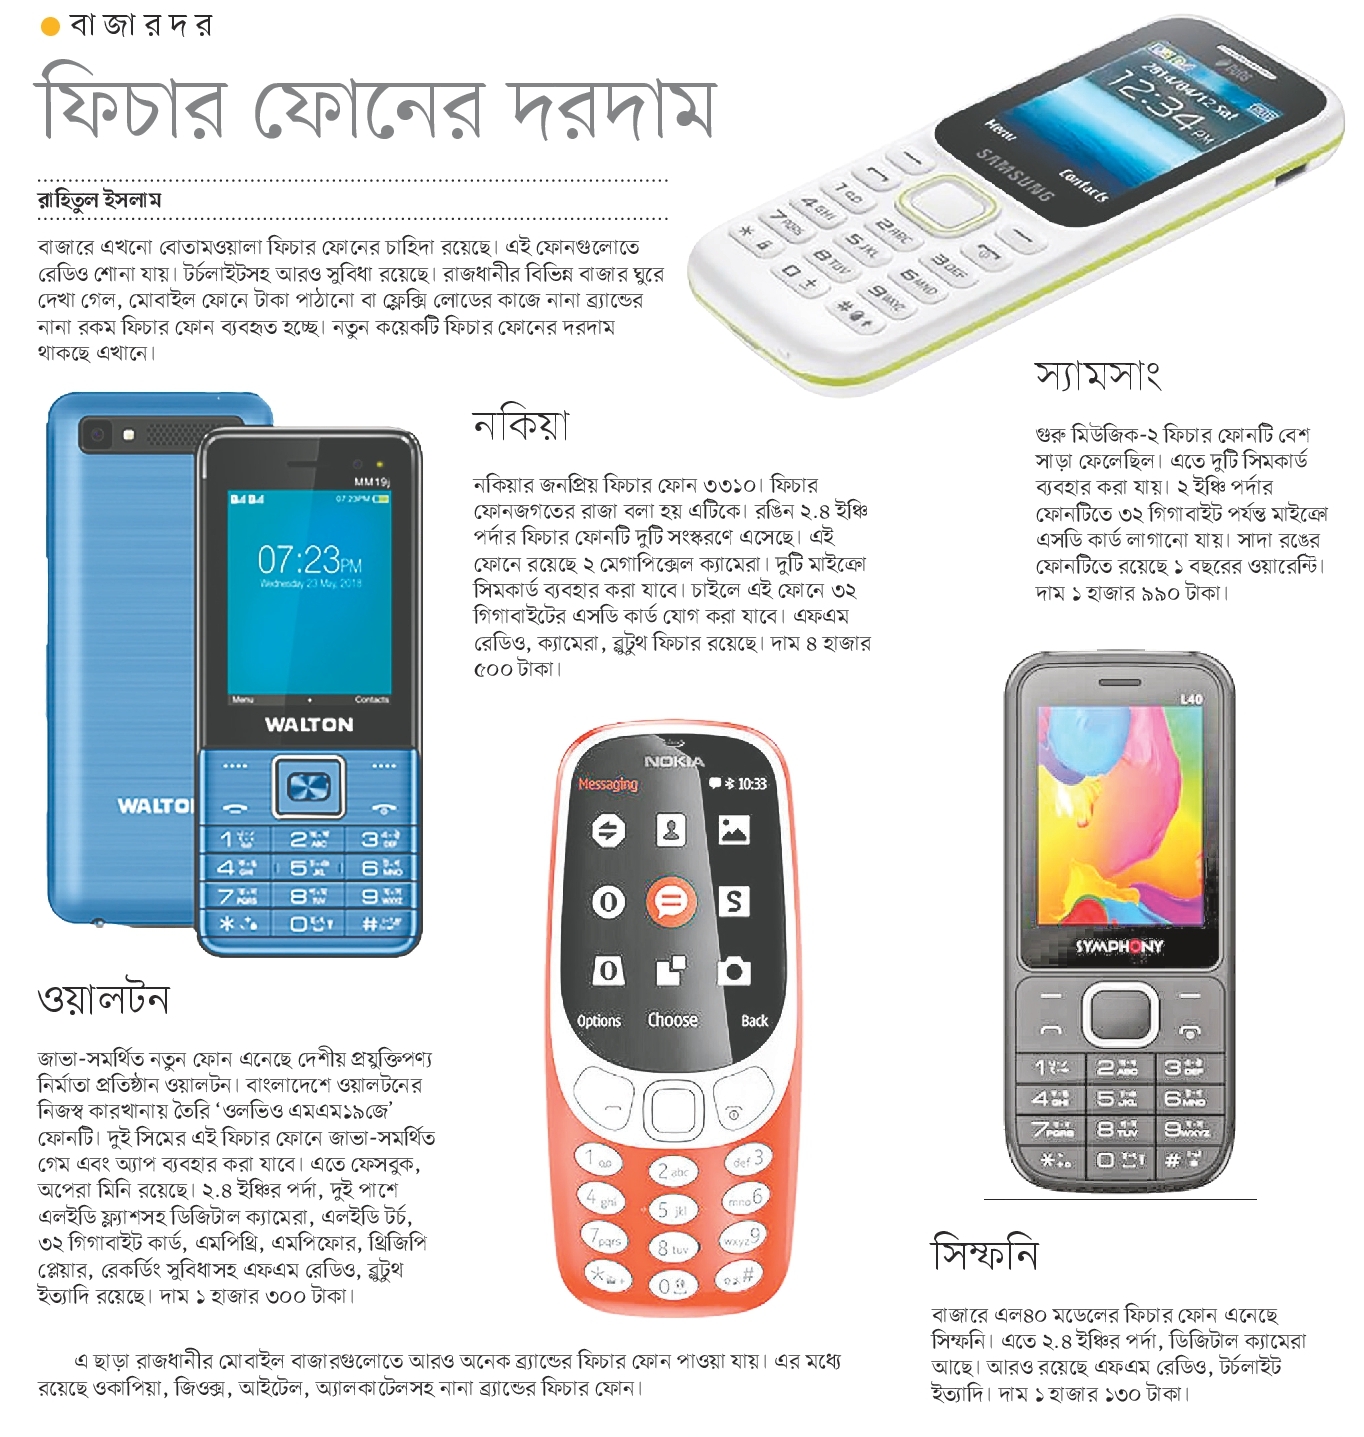 বাজারদর
ফিচার ফোনের দরদাম
রাহিতুল ইসলাম
বাজারে এখনো বোতামওয়ালা ফিচার ফোনের চাহিদা রয়েছে। এই ফোনগুলোতে
রেডিও শোনা যায়। টর্চলাইটসহ আরও সুবিধা রয়েছে। রাজধানীর বিভিন্ন বাজার ঘুরে
দেখা গেল, মোবাইল ফোনে টাকা পাঠানো বা ফ্লেক্সি লোডের কাজে নানা ব্র্যান্ডের
নানা রকম ফিচার ফোন ব্যবহৃত হচ্ছে। নতুন কয়েকটি ফিচার ফোনের দরদাম
থাকছে এখানে।
DUOS
2014/04/12 Sat
12:34 PM
Menu
Contacts
SAMSUNG
স্যামসাং
গুরু মিউজিক-২ ফিচার ফোনটি বেশ
সাড়া ফেলেছিল। এতে দুটি সিমকার্ড
ব্যবহার করা যায়। ২ ইঞ্চি পর্দার
ফোনটিতে ৩২ গিগাবাইট পর্যন্ত মাইক্রো
এসডি কার্ড লাগানো যায়। সাদা রঙের
ফোনটিতে রয়েছে ১ বছরের ওয়ারেন্টি।
দাম ১ হাজার ৯৯০ টাকা।
নকিয়া
নকিয়ার জনপ্রিয় ফিচার ফোন ৩৩১০। ফিচার
ফোনজগতের রাজা বলা হয় এটিকে। রঙিন ২.৪ ইঞ্চি
পর্দার ফিচার ফোনটি দুটি সংস্করণে এসেছে। এই
ফোনে রয়েছে ২ মেগাপিক্সেল ক্যামেরা। দুটি মাইক্রো
সিমকার্ড ব্যবহার করা যাবে। চাইলে এই ফোনে ৩২
গিগাবাইটের এসডি কার্ড যোগ করা যাবে। এফএম
রেডিও, ক্যামেরা, ব্লুটুথ ফিচার রয়েছে। দাম ৪ হাজার
৫০০ টাকা।
MM19j
07:23PM
07:23PM
Wednesday 23 May, 2018
Menu
Contacts
WALTON
WALTO
NOKIA
Messaging
10:33
Options Choose Back
L40
SYMPHONY
ওয়ালটন
জাভা-সমর্থিত নতুন ফোন এনেছে দেশীয় প্রযুক্তিপণ্য
নির্মাতা প্রতিষ্ঠান ওয়ালটন। বাংলাদেশে ওয়ালটনের
নিজস্ব কারখানায় তৈরি ‘ওলভিও এমএম১৯জে’
ফোনটি। দুই সিমের এই ফিচার ফোনে জাভা-সমর্থিত
গেম এবং অ্যাপ ব্যবহার করা যাবে। এতে ফেসবুক,
অপেরা মিনি রয়েছে। ২.৪ ইঞ্চির পর্দা, দুই পাশে
এলইডি ফ্ল্যাশসহ ডিজিটাল ক্যামেরা, এলইডি টর্চ,
৩২ গিগাবাইট কার্ড, এমপিথ্রি, এমপিফোর, থ্রিজিপি
প্লেয়ার, রেকর্ডিং সুবিধাসহ এফএম রেডিও, ব্লুটুথ
ইত্যাদি রয়েছে। দাম ১ হাজার ৩০০ টাকা।
সিম্ফনি
বাজারে এল৪০ মডেলের ফিচার ফোন এনেছে
সিম্ফনি। এতে ২.৪ ইঞ্চির পর্দা, ডিজিটাল ক্যামেরা
আছে। আরও রয়েছে এফএম রেডিও, টর্চলাইট
ইত্যাদি। দাম ১ হাজার ১৩০ টাকা।
এ ছাড়া রাজধানীর মোবাইল বাজারগুলোতে আরও অনেক ব্র্যান্ডের ফিচার ফোন পাওয়া যায়। এর মধ্যে
রয়েছে ওকাপিয়া, জিওক্স, আইটেল, অ্যালকাটেলসহ নানা ব্র্যান্ডের ফিচার ফোন।